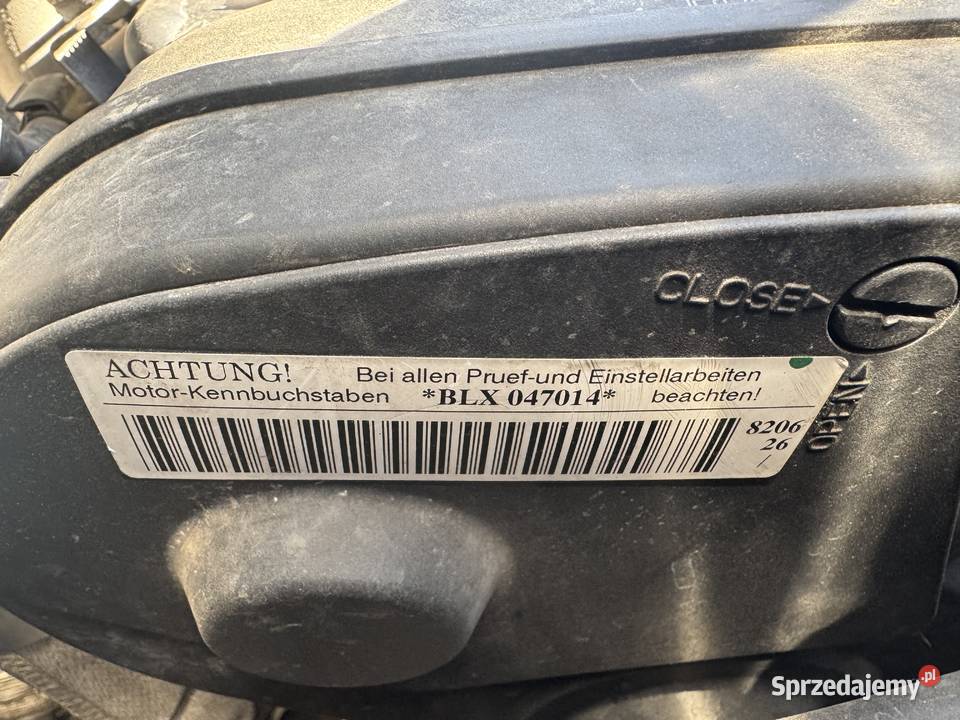 CLOSE
ACHTUNG! Bei allen Pruef-und Einstellarbeiten
Motor-Kennbuchstaben *BLX 047014* beachten!
8206
26
OPEN
Sprzedajemy.pl